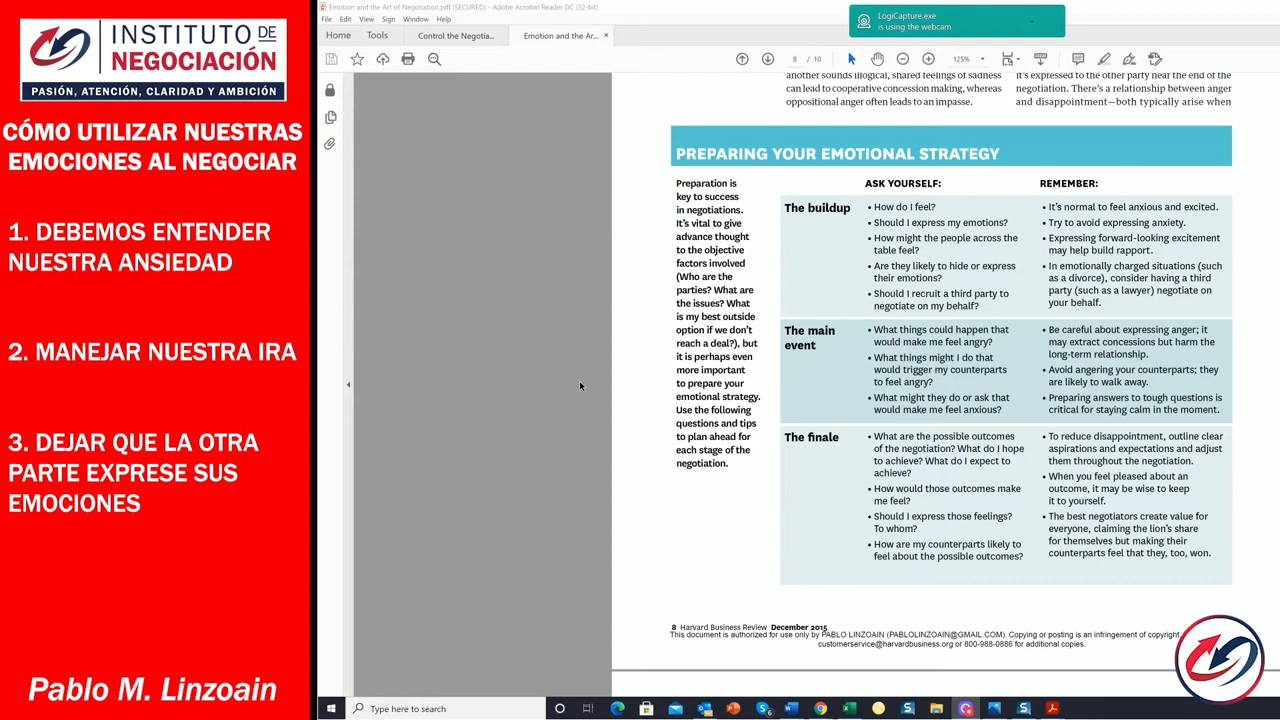 INSTITUTO DE
NEGOCIACIÓN
PASIÓN, ATENCIÓN, CLARIDAD Y AMBICIÓN
CÓMO UTILIZAR NUESTRAS
EMOCIONES AL NEGOCIAR
1. DEBEMOS ENTENDER
NUESTRA ANSIEDAD
2. MANEJAR NUESTRA IRA
3. DEJAR QUE LA OTRA
PARTE EXPRESE SUS
EMOCIONES
Pablo M. Linzoain
Emotion and the Art of Negotiation.pdf (SECURED) - Adobe Acrobat Reader DC (32-bit)
File Edit View Sign Window Help
Home Tools Control the Negotia... Emotion and the Ar... ×
LogiCapture.exe
is using the webcam
8 / 10 125%
another sounds illogical, shared feelings of sadness
can lead to cooperative concession making, whereas
oppositional anger often leads to an impasse.
it's expressed to the other party near the end of the
negotiation. There's a relationship between anger
and disappointment—both typically arise when
PREPARING YOUR EMOTIONAL STRATEGY
Preparation is
key to success
in negotiations.
It's vital to give
advance thought
to the objective
factors involved
(Who are the
parties? What are
the issues? What
is my best outside
option if we don't
reach a deal?), but
it is perhaps even
more important
to prepare your
emotional strategy.
Use the following
questions and tips
to plan ahead for
each stage of the
negotiation.
ASK YOURSELF:
REMEMBER:
The buildup
• How do I feel?
• Should I express my emotions?
• How might the people across the
table feel?
• Are they likely to hide or express
their emotions?
• Should I recruit a third party to
negotiate on my behalf?
• It's normal to feel anxious and excited.
• Try to avoid expressing anxiety.
• Expressing forward-looking excitement
may help build rapport.
• In emotionally charged situations (such
as a divorce), consider having a third
party (such as a lawyer) negotiate on
your behalf.
The main
event
• What things could happen that
would make me feel angry?
• What things might I do that
would trigger my counterparts
to feel angry?
• What might they do or ask that
would make me feel anxious?
• Be careful about expressing anger; it
may extract concessions but harm the
long-term relationship.
• Avoid angering your counterparts; they
are likely to walk away.
• Preparing answers to tough questions is
critical for staying calm in the moment.
The finale
• What are the possible outcomes
of the negotiation? What do I hope
to achieve? What do I expect to
achieve?
• How would those outcomes make
me feel?
• Should I express those feelings?
To whom?
• How are my counterparts likely to
feel about the possible outcomes?
• To reduce disappointment, outline clear
aspirations and expectations and adjust
them throughout the negotiation.
• When you feel pleased about an
outcome, it may be wise to keep
it to yourself.
• The best negotiators create value for
everyone, claiming the lion's share
for themselves but making their
counterparts feel that they, too, won.
8 Harvard Business Review December 2015
This document is authorized for use only by PABLO LINZOAIN (PABLOLINZOAIN@GMAIL.COM). Copying or posting is an infringement of copyright
customerservice@harvardbusiness.org or 800-988-0886 for additional copies.
Type here to search